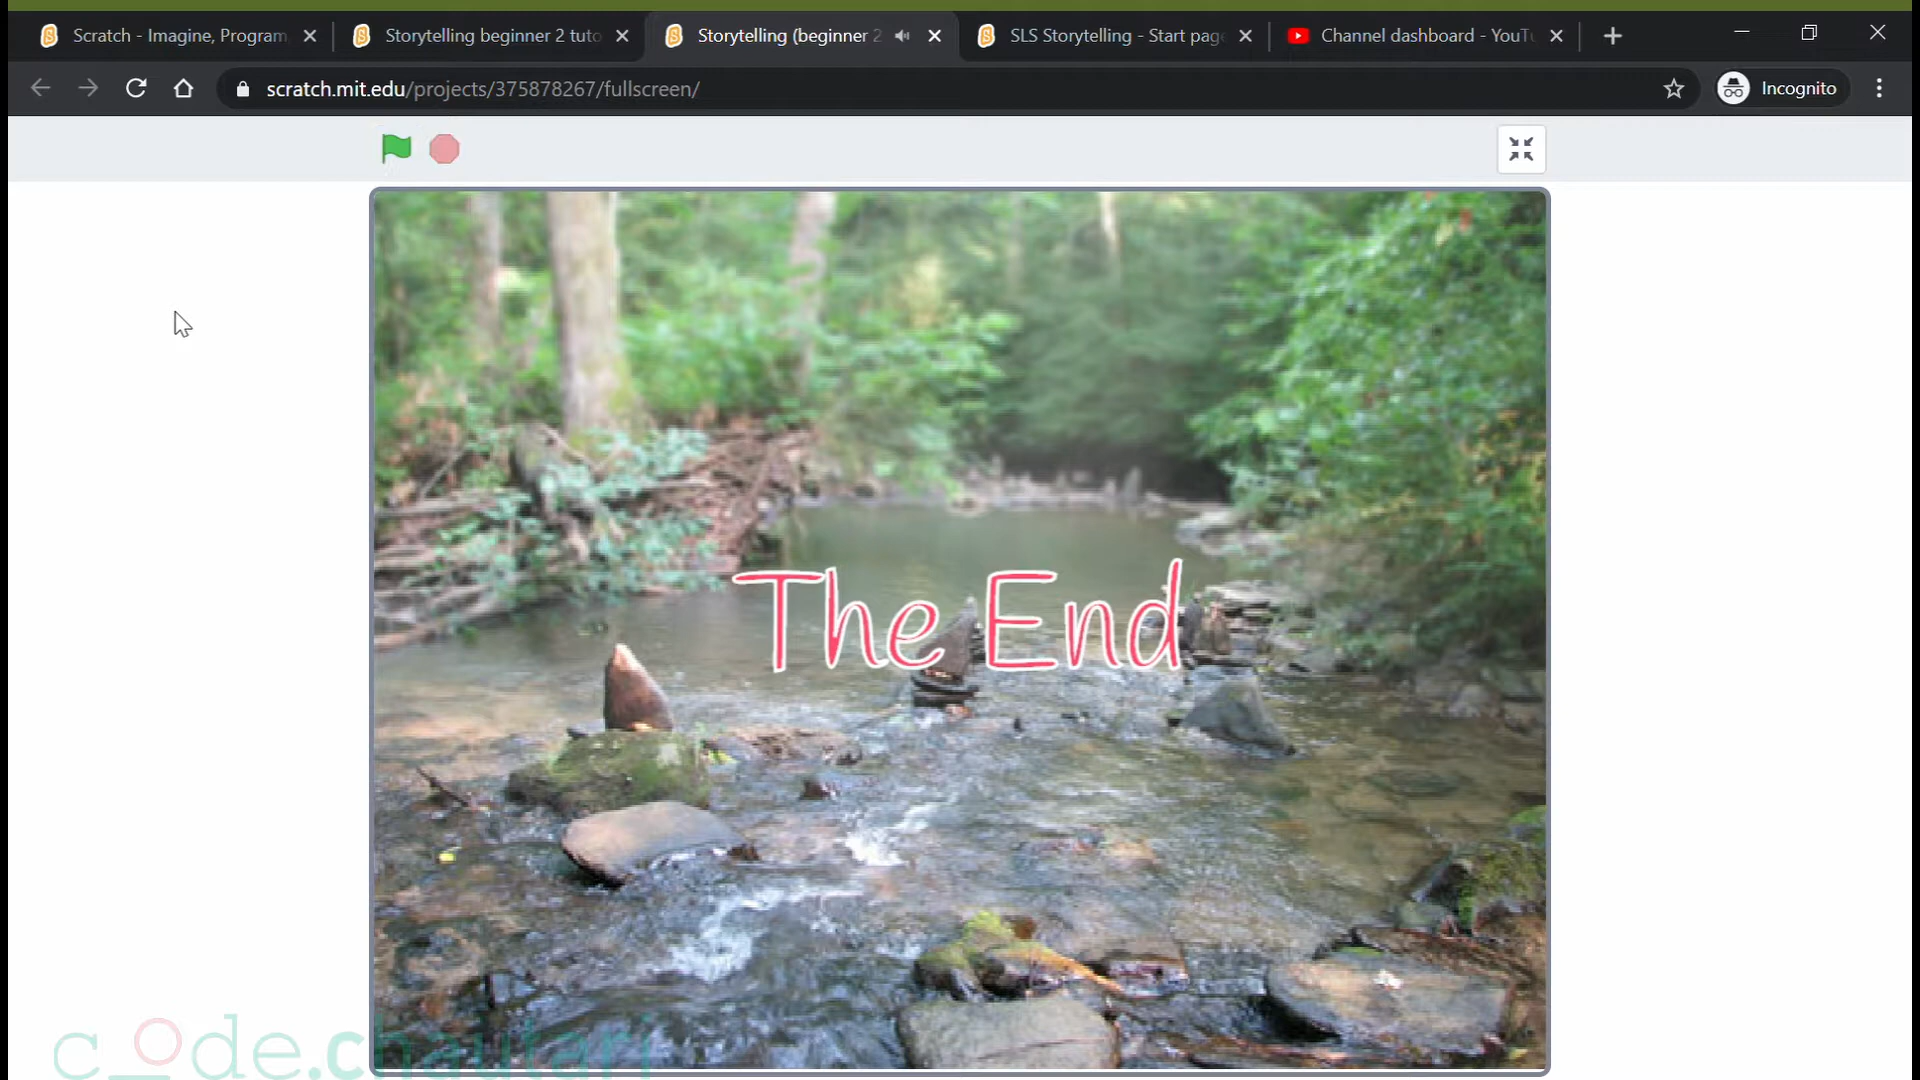 Scratch - Imagine, Program
Storytelling beginner 2 tuto
Storytelling (beginner 2
SLS Storytelling - Start page
Channel dashboard - YouTu
scratch.mit.edu/projects/375878267/fullscreen/
Incognito
The End
c_ode.chautari